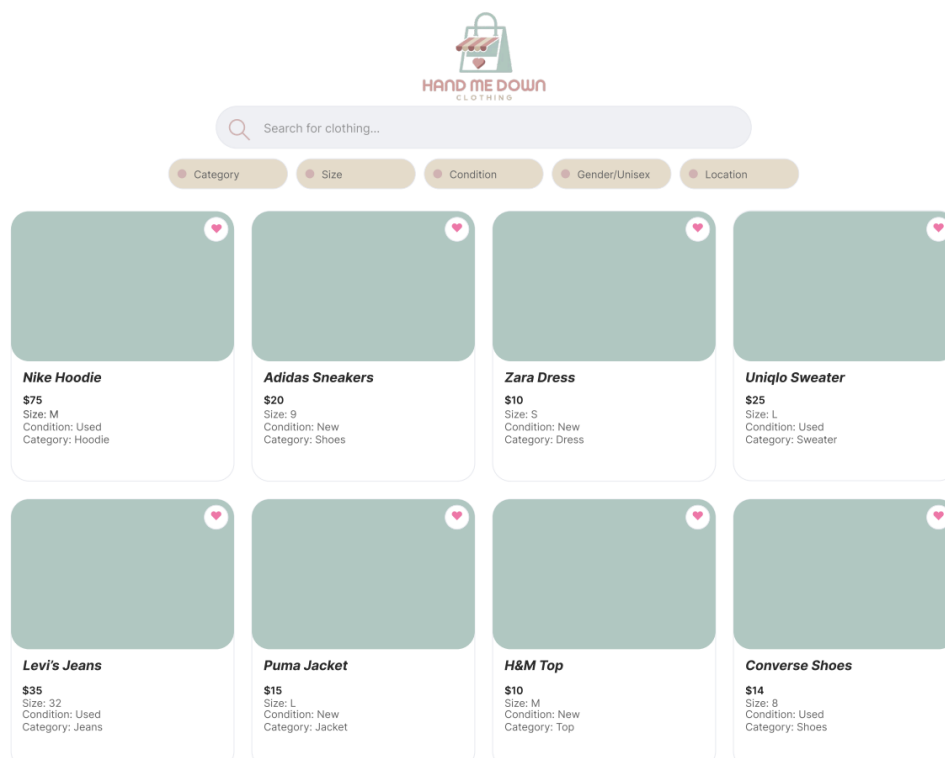 HAND ME DOWN
CLOTHING
Search for clothing...
Category
Size
Condition
Gender/Unisex
Location
Nike Hoodie
$75
Size: M
Condition: Used
Category: Hoodie
Adidas Sneakers
$20
Size: 9
Condition: New
Category: Shoes
Zara Dress
$10
Size: S
Condition: New
Category: Dress
Uniqlo Sweater
$25
Size: L
Condition: Used
Category: Sweater
Levi's Jeans
$35
Size: 32
Condition: Used
Category: Jeans
Puma Jacket
$15
Size: L
Condition: New
Category: Jacket
H&M Top
$10
Size: M
Condition: New
Category: Top
Converse Shoes
$14
Size: 8
Condition: Used
Category: Shoes